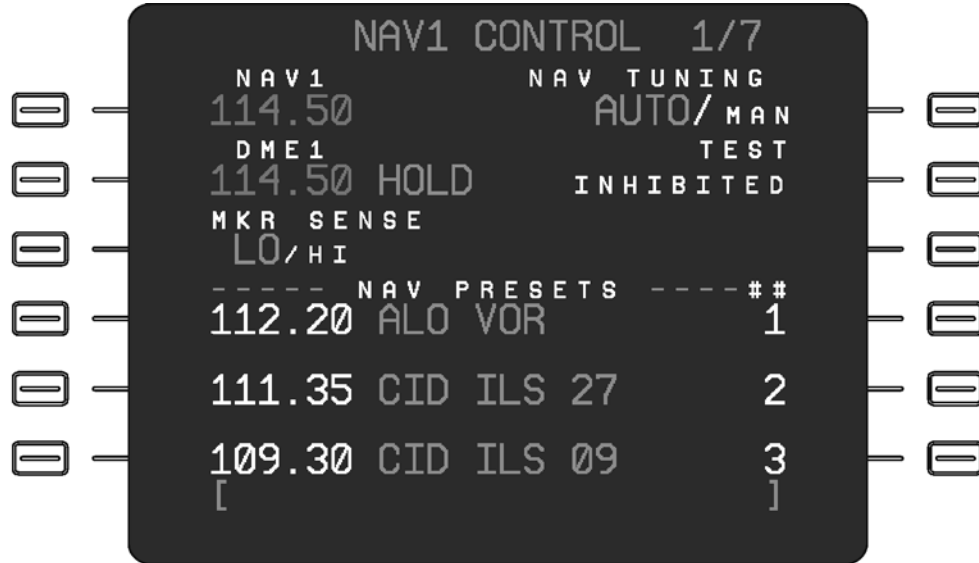 NAV1 CONTROL 1/7
NAV1 NAV TUNING
114.50 AUTO/MAN
DME1 TEST
114.50 HOLD INHIBITED
MKR SENSE
LO/HI
----- NAV PRESETS ----##
112.20 ALO VOR 1
111.35 CID ILS 27 2
109.30 CID ILS 09 3
[ ]